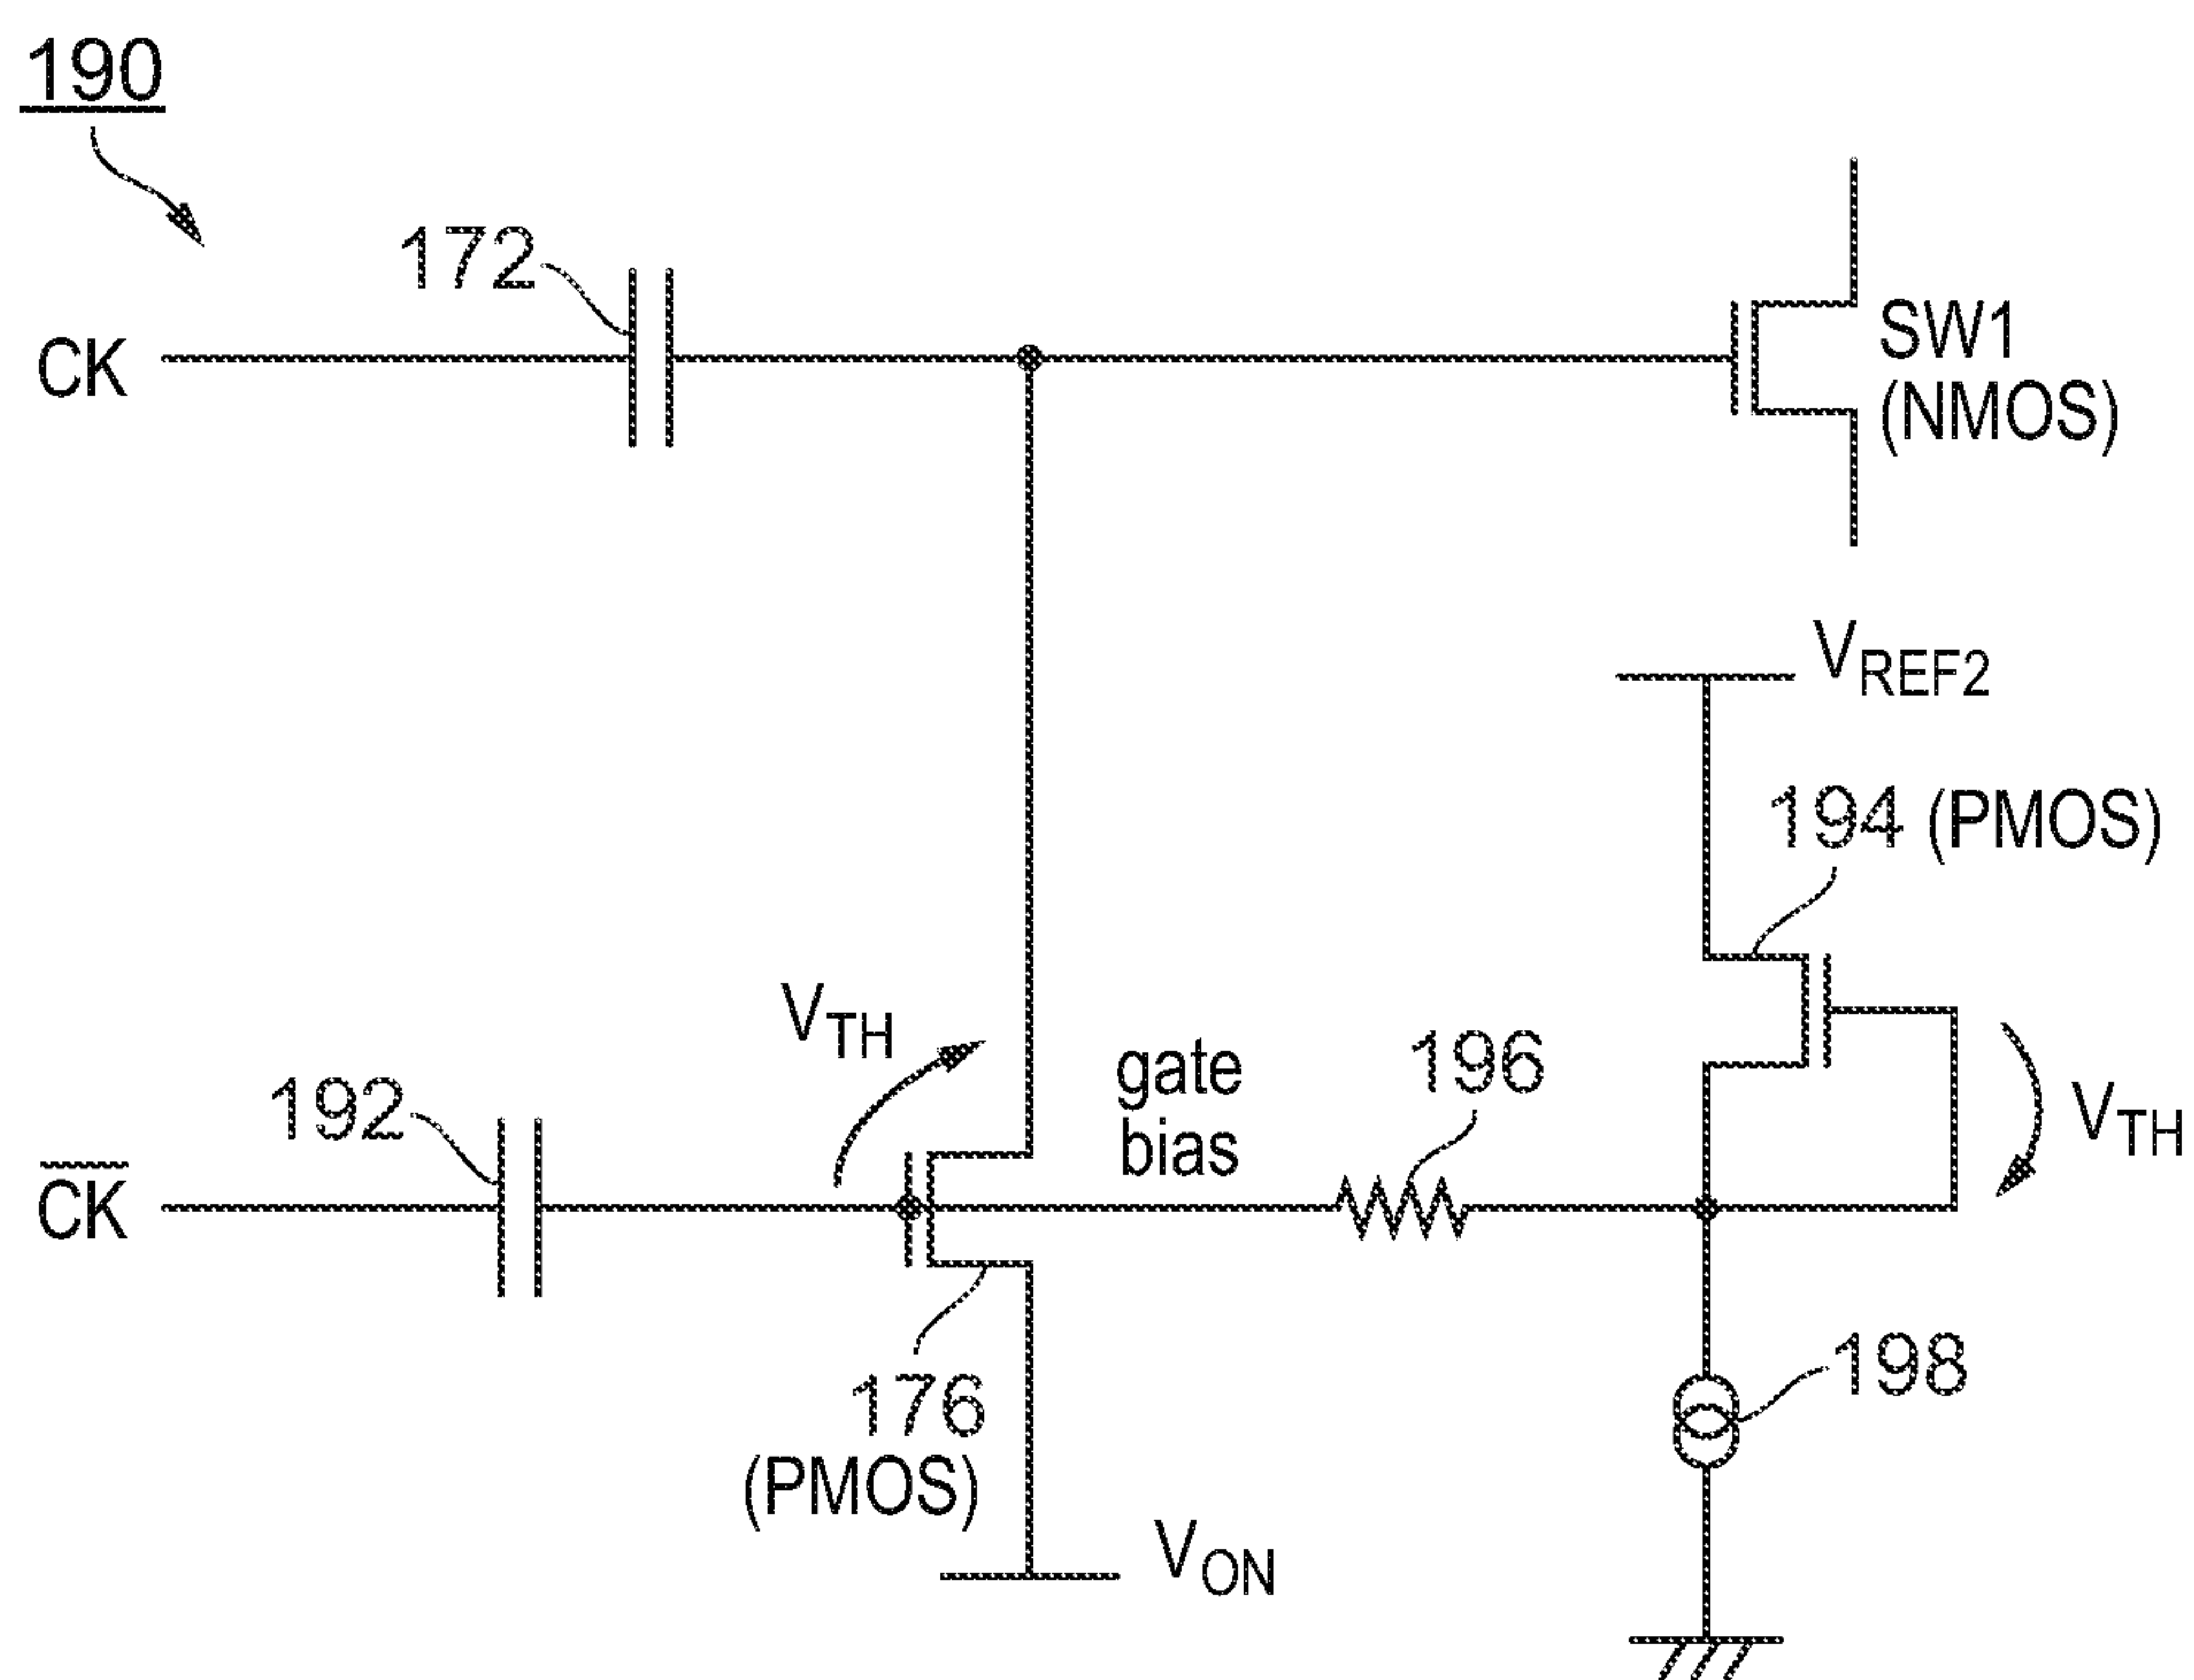 190
172
CK
SW1
(NMOS)
VREF2
194 (PMOS)
VTH
gate
bias
196
VTH
192
CK
176
(PMOS)
198
VON